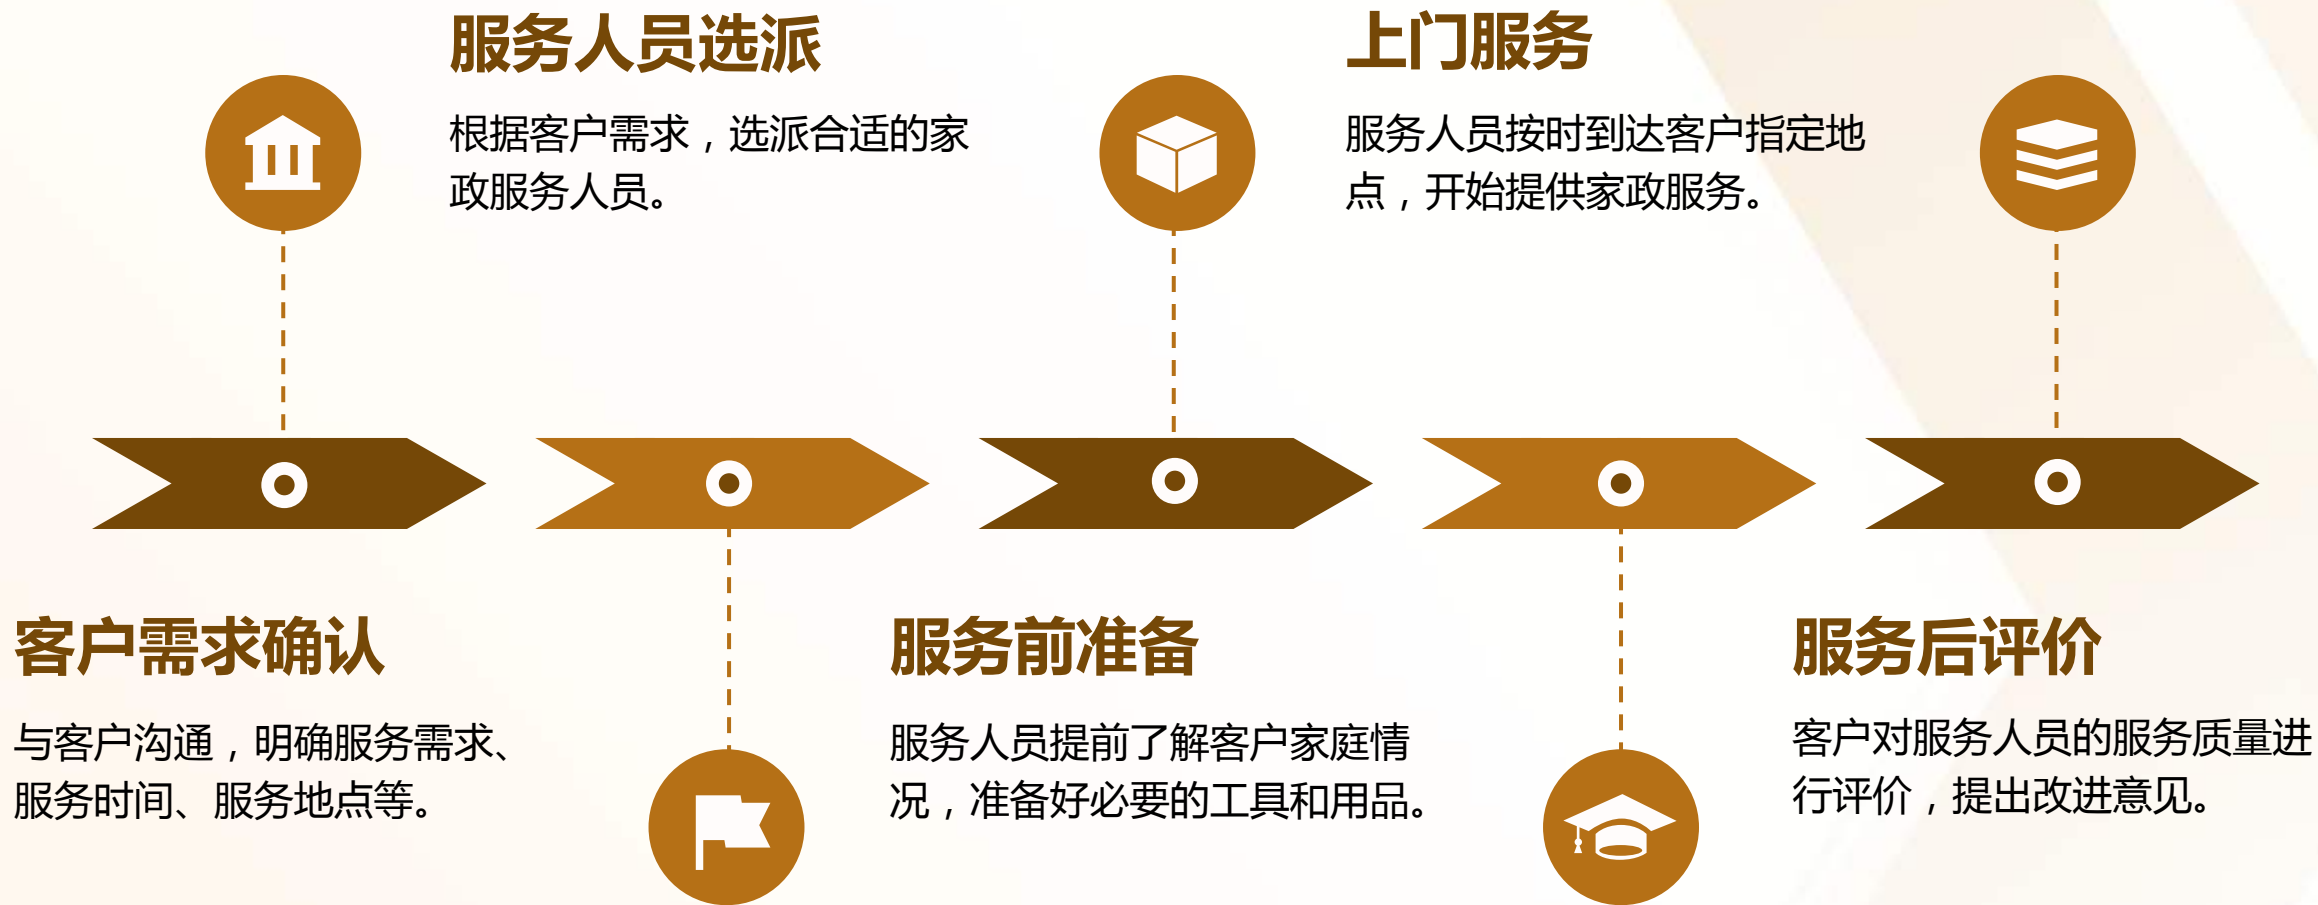 服务人员选派
根据客户需求，选派合适的家
政服务人员。
上门服务
服务人员按时到达客户指定地
点，开始提供家政服务。
客户需求确认
与客户沟通，明确服务需求、
服务时间、服务地点等。
服务前准备
服务人员提前了解客户家庭情
况，准备好必要的工具和用品。
服务后评价
客户对服务人员的服务质量进
行评价，提出改进意见。